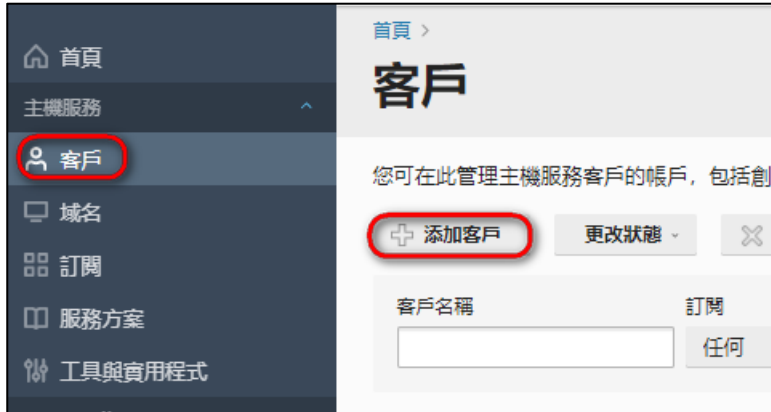 首頁
主機服務
客戶
域名
訂閱
服務方案
工具與實用程式
首頁 >
客戶
您可在此管理主機服務客戶的帳戶，包括創
添加客戶
更改狀態
客戶名稱
訂閱
任何